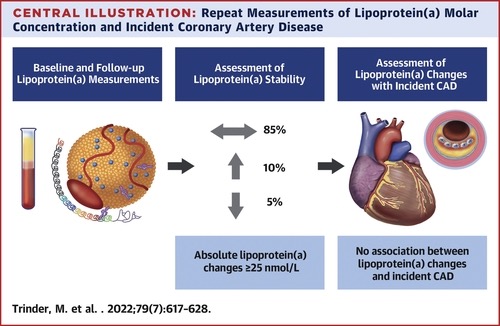 CENTRAL ILLUSTRATION: Repeat Measurements of Lipoprotein(a) Molar
Concentration and Incident Coronary Artery Disease
Baseline and Follow-up
Lipoprotein(a) Measurements
Assessment of
Lipoprotein(a) Stability
85%
10%
5%
Absolute lipoprotein(a)
changes ≥25 nmol/L
Assessment of
Lipoprotein(a) Changes
with Incident CAD
No association between
lipoprotein(a) changes
and incident CAD
Trinder, M. et al. . 2022;79(7):617–628.